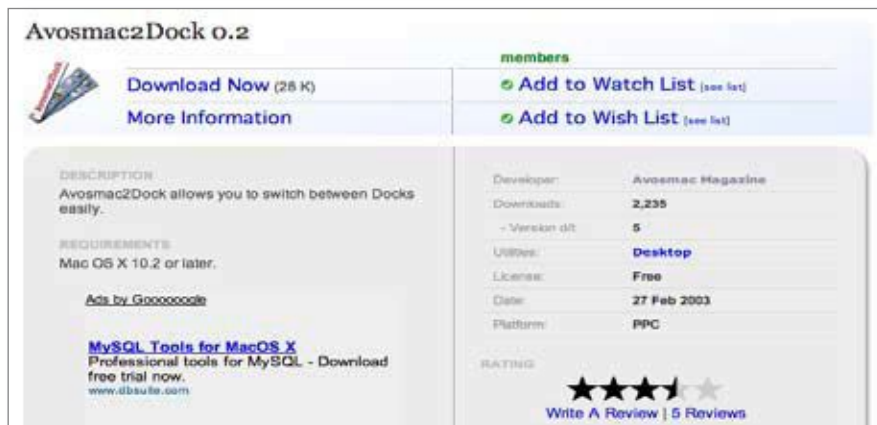 Avosmac2Dock 0.2
Avosmac2Dock
Download Now (28 K)
More Information
members
Add to Watch List [see list]
Add to Wish List [see list]
DESCRIPTION
Avosmac2Dock allows you to switch between Docks
easily.
REQUIREMENTS
Mac OS X 10.2 or later.
Ads by Goooooogle
MySQL Tools for MacOS X
Professional tools for MySQL - Download
free trial now.
www.dbsuite.com
Developer: Avosmac Magazine
Downloads: 2,235
- Version d/l: 5
Utilities: Desktop
License: Free
Date: 27 Feb 2003
Platform: PPC
RATING
Write A Review | 5 Reviews